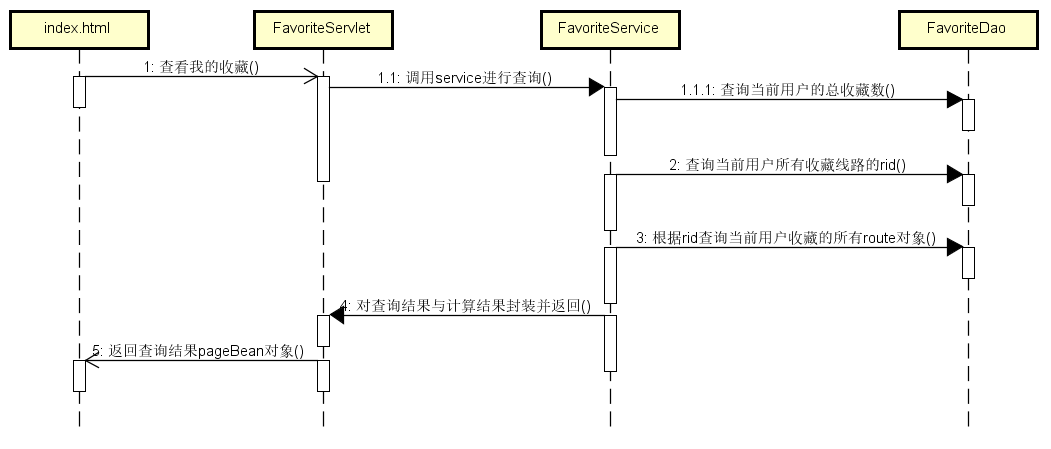 index.html
FavoriteServlet
FavoriteService
FavoriteDao
1: 查看我的收藏()
1.1: 调用service进行查询()
1.1.1: 查询当前用户的总收藏数()
2: 查询当前用户所有收藏线路的rid()
3: 根据rid查询当前用户收藏的所有route对象()
4: 对查询结果与计算结果封装并返回()
5: 返回查询结果pageBean对象()